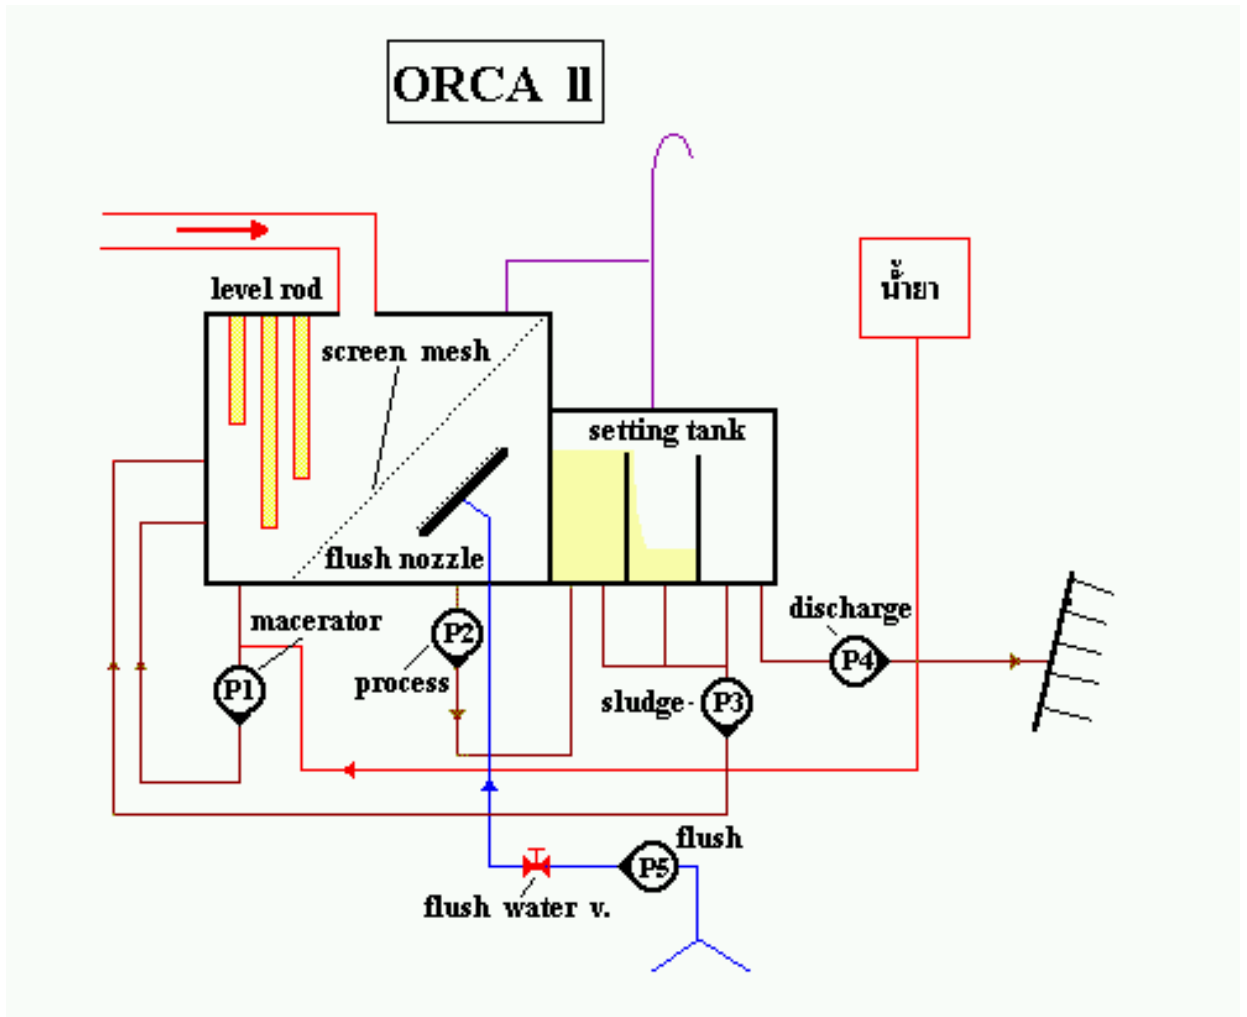 ORCA ll
level rod
น้ำยา
screen mesh
setting tank
flush nozzle
macerator
P2
discharge
P1
process
P4
sludge
P3
flush
P5
flush water v.